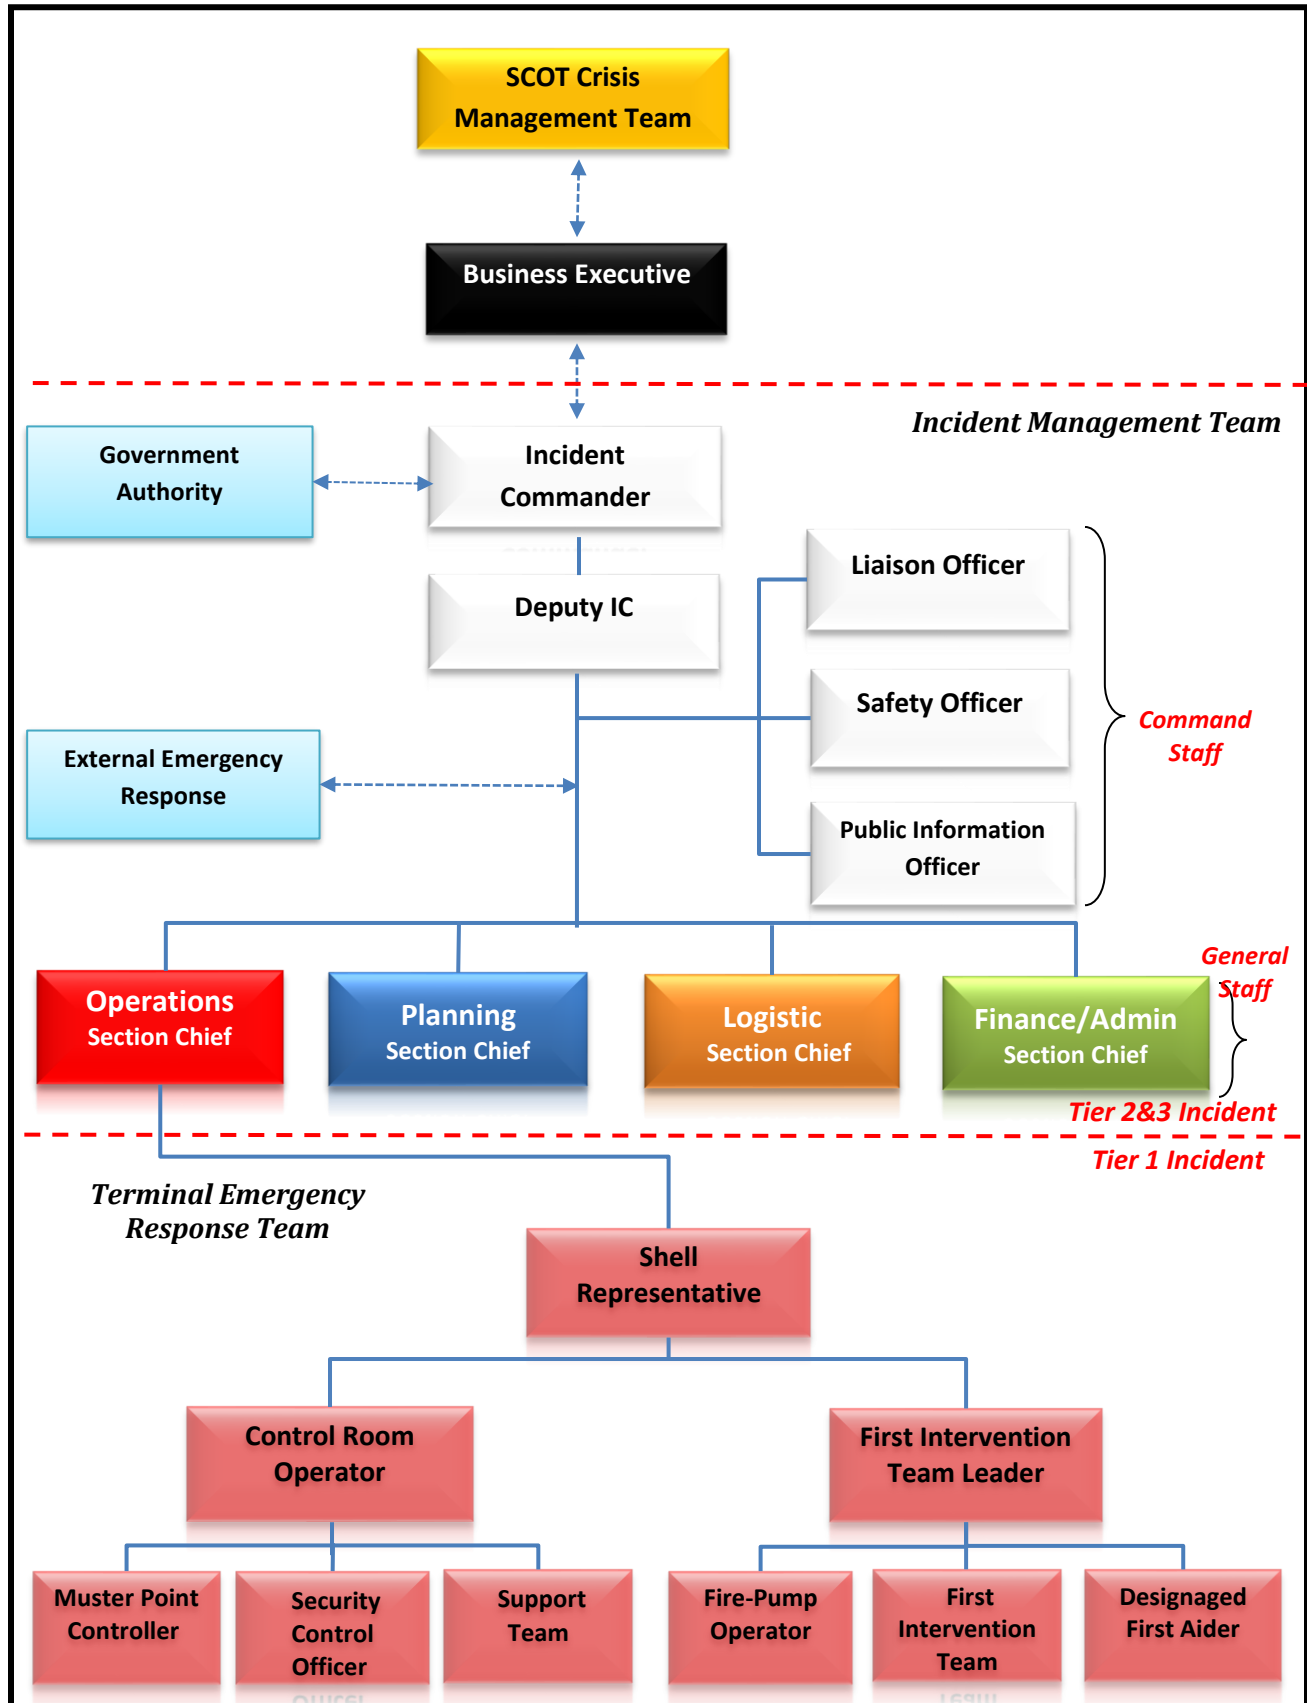 SCOT Crisis
Management Team
Business Executive
Incident Management Team
Government
Authority
Incident
Commander
Liaison Officer
Deputy IC
Safety Officer
Command
Staff
External Emergency
Response
Public Information
Officer
General
Staff
Operations
Section Chief
Planning
Section Chief
Logistic
Section Chief
Finance/Admin
Section Chief
Tier 2&3 Incident
Tier 1 Incident
Terminal Emergency
Response Team
Shell
Representative
Control Room
Operator
First Intervention
Team Leader
Muster Point
Controller
Security
Control
Officer
Support
Team
Fire-Pump
Operator
First
Intervention
Team
Designaged
First Aider